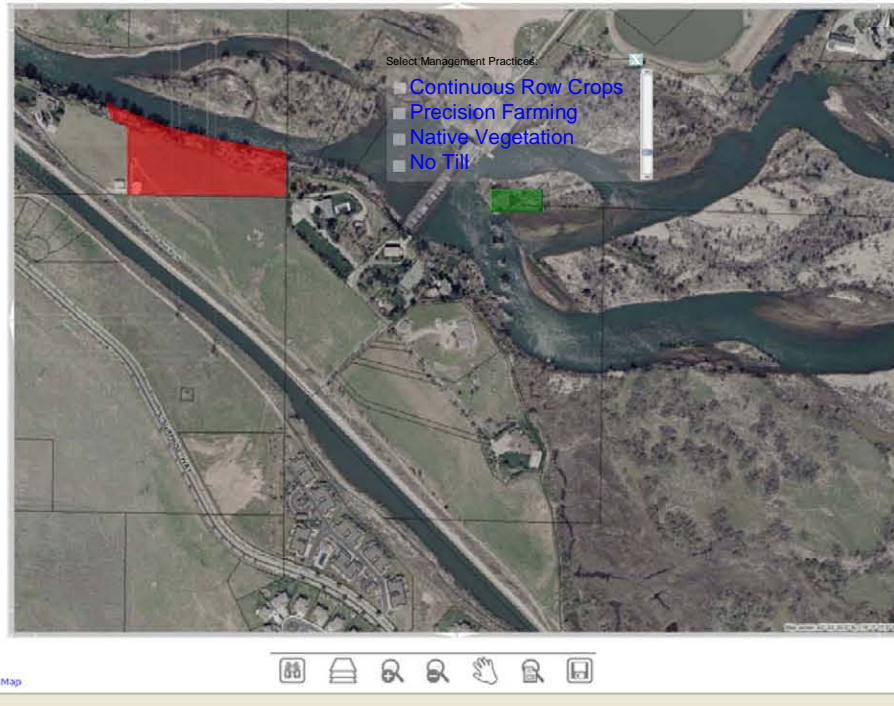 Select Management Practices:
X
Continuous Row Crops
Precision Farming
Native Vegetation
No Till
Map